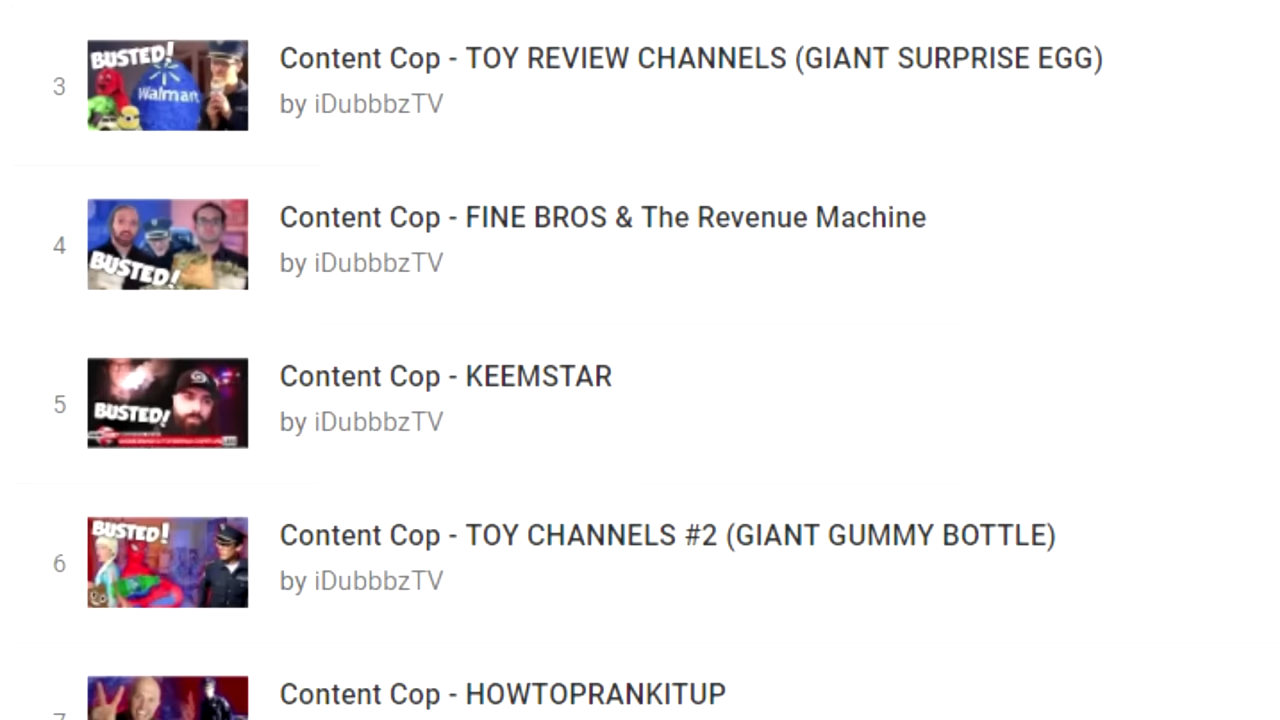 3
BUSTED!
Walmart
Content Cop - TOY REVIEW CHANNELS (GIANT SURPRISE EGG)
by iDubbbzTV
4
BUSTED!
Content Cop - FINE BROS & The Revenue Machine
by iDubbbzTV
5
BUSTED!
Content Cop - KEEMSTAR
by iDubbbzTV
6
BUSTED!
Content Cop - TOY CHANNELS #2 (GIANT GUMMY BOTTLE)
by iDubbbzTV
Content Cop - HOWTOPRANKITUP